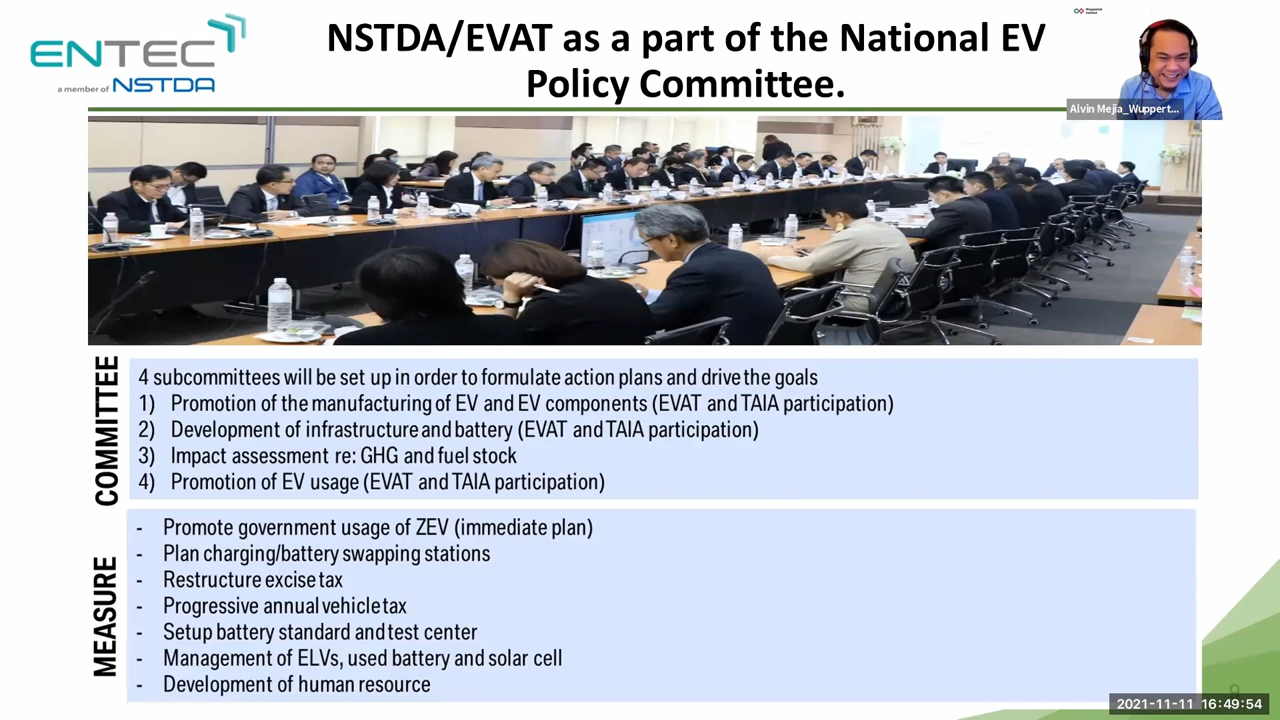 ENTEC
a member of NSTDA
NSTDA/EVAT as a part of the National EV
Policy Committee.
Wuppertal
Institut
Alvin Mejia_Wuppert...
COMMITTEE
4 subcommittees will be set up in order to formulate action plans and drive the goals
1) Promotion of the manufacturing of EV and EV components (EVAT and TAIA participation)
2) Development of infrastructure and battery (EVAT and TAIA participation)
3) Impact assessment re: GHG and fuel stock
4) Promotion of EV usage (EVAT and TAIA participation)
MEASURE
- Promote government usage of ZEV (immediate plan)
- Plan charging/battery swapping stations
- Restructure excise tax
- Progressive annual vehicle tax
- Setup battery standard and test center
- Management of ELVs, used battery and solar cell
- Development of human resource
9
2021-11-11 16:49:54